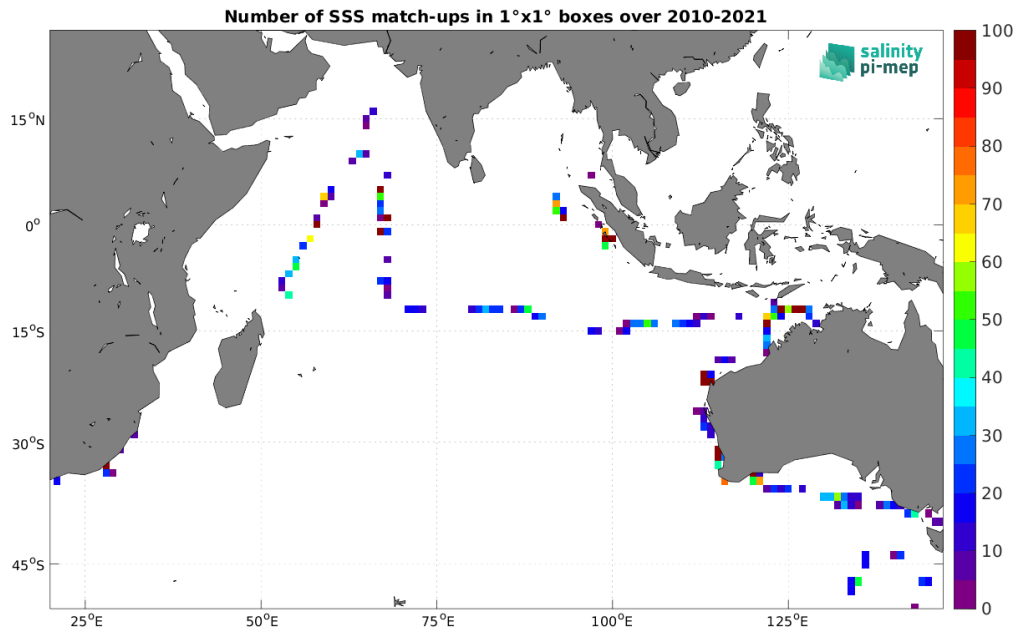 Number of SSS match-ups in 1°x1° boxes over 2010-2021
salinity
pi-mep
15°N
0°
15°S
30°S
45°S
25°E
50°E
75°E
100°E
125°E
100
90
80
70
60
50
40
30
20
10
0